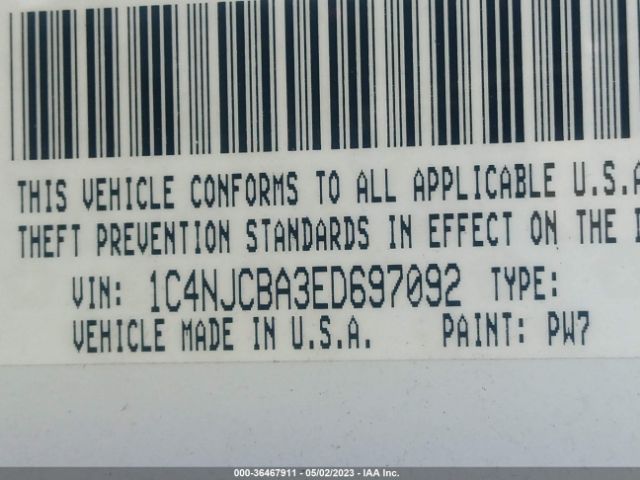 THIS VEHICLE CONFORMS TO ALL APPLICABLE U.S.A
THEFT PREVENTION STANDARDS IN EFFECT ON THE
VIN: 1C4NJCBA3ED697092 TYPE:
VEHICLE MADE IN U.S.A. PAINT: PW7
000-36467911 - 05/02/2023 - IAA Inc.